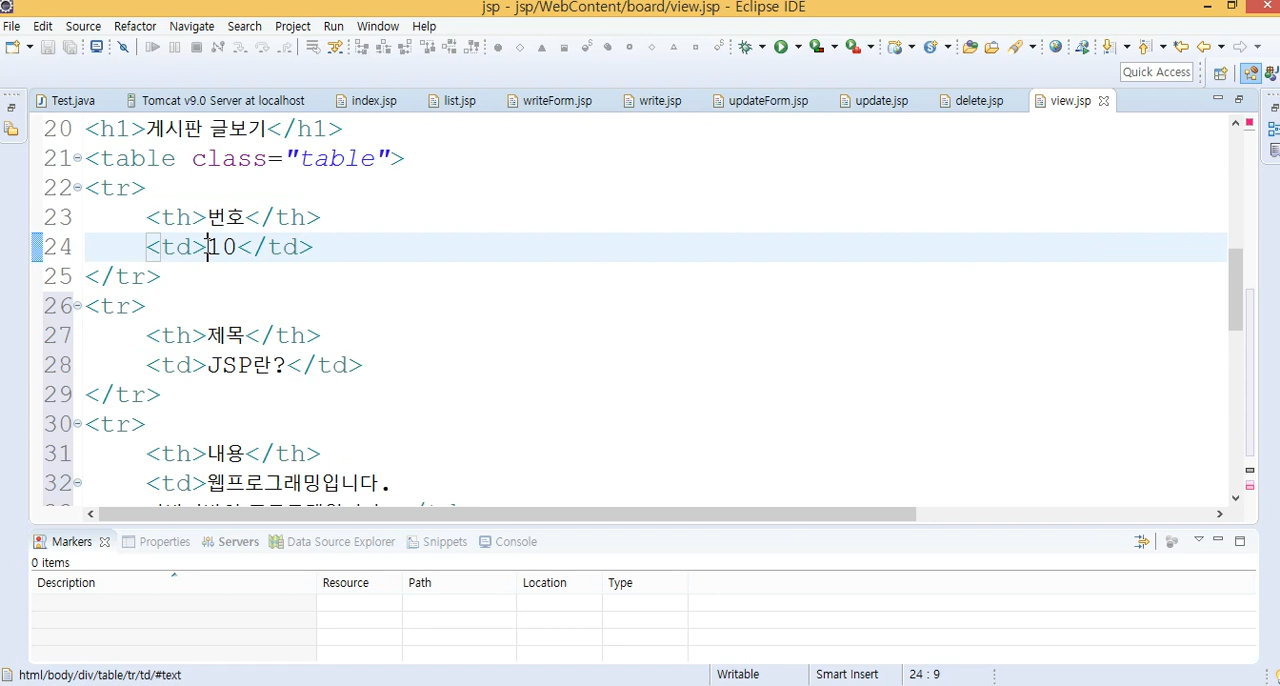 jsp - jsp/WebContent/board/view.jsp - Eclipse IDE
File Edit Source Refactor Navigate Search Project Run Window Help
Quick Access
Test.java Tomcat v9.0 Server at localhost index.jsp list.jsp writeForm.jsp write.jsp updateForm.jsp update.jsp delete.jsp view.jsp
20 <h1>게시판 글보기</h1>
21 <table class="table">
22 <tr>
23 <th>번호</th>
24 <td>10</td>
25 </tr>
26 <tr>
27 <th>제목</th>
28 <td>JSP란?</td>
29 </tr>
30 <tr>
31 <th>내용</th>
32 <td>웹프로그래밍입니다.
Markers Properties Servers Data Source Explorer Snippets Console
0 items
Description Resource Path Location Type
html/body/div/table/tr/td/#text Writable Smart Insert 24 : 9